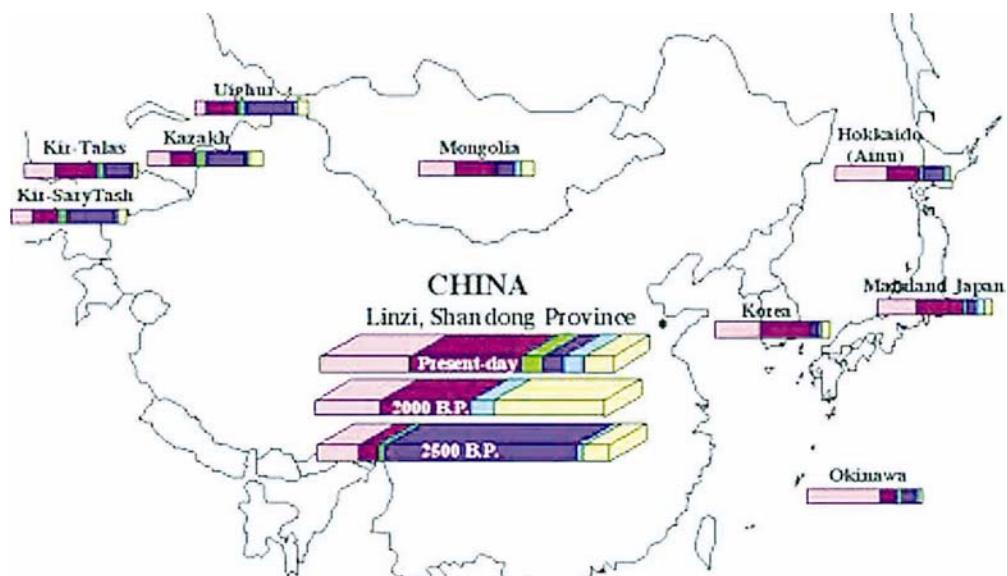 Uighur
Kazakh
Kir-Talas
Kir-SaryTash
Mongolia
Hokkaido
(Ainu)
CHINA
Linzi, Shandong Province
Mainland Japan
Korea
Present-day
2000 B.P.
2500 B.P.
Okinawa